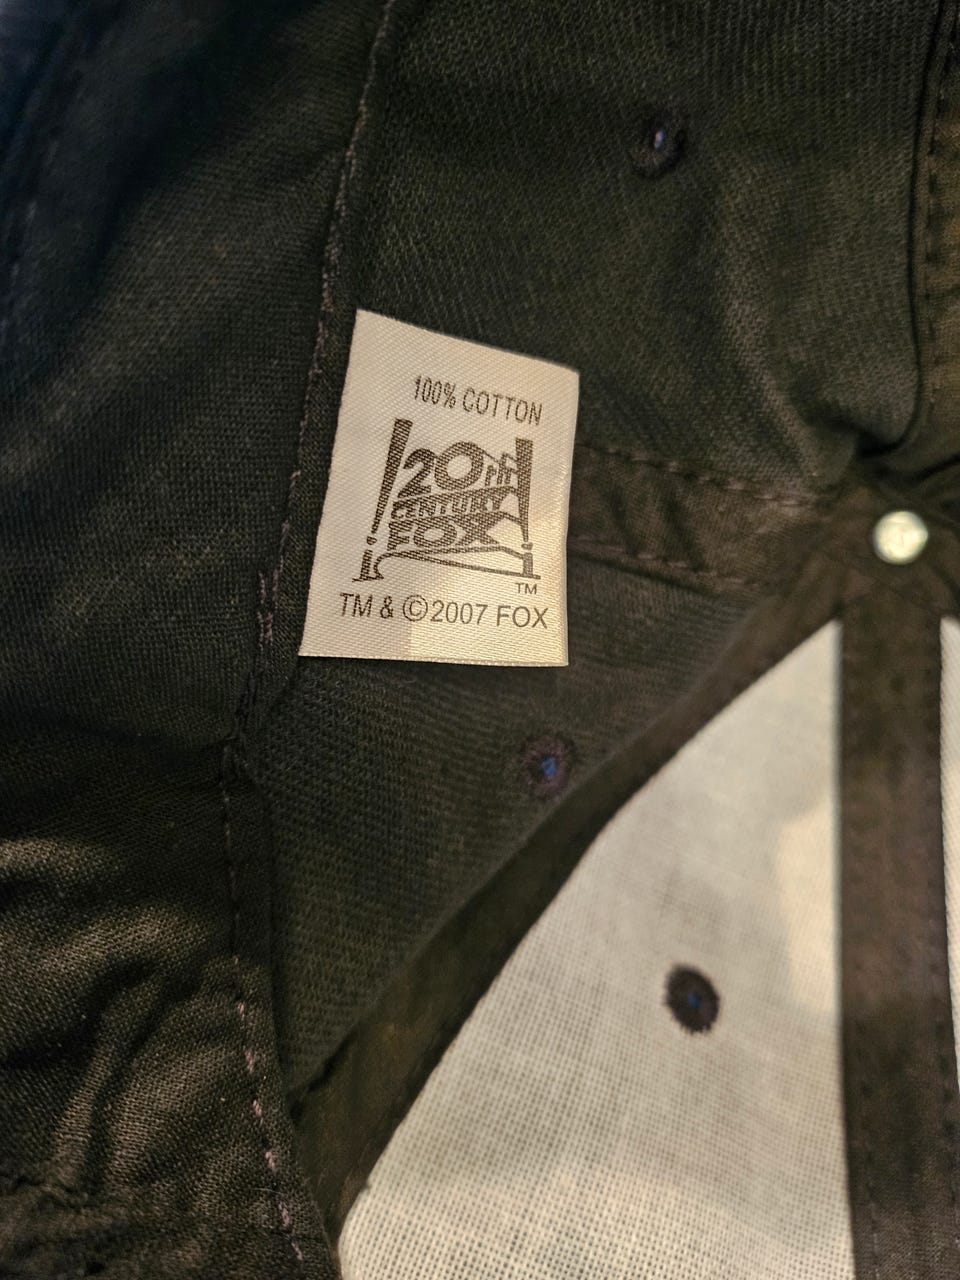 100% COTTON
20TH
CENTURY
FOX
TM
TM & ©2007 FOX